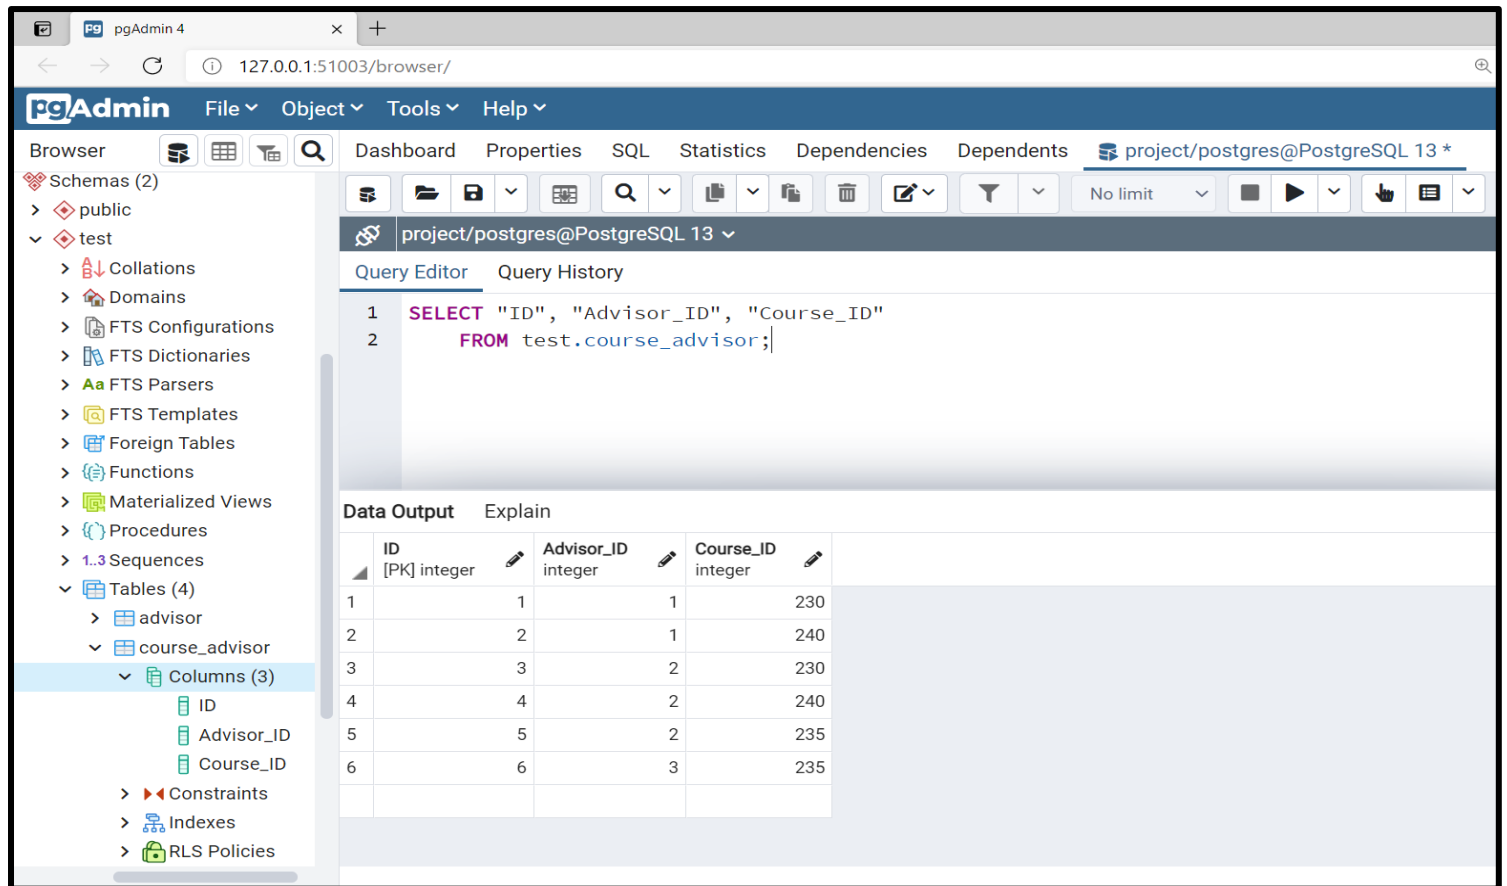 pgAdmin 4
127.0.0.1:51003/browser/
pgAdmin File Object Tools Help
Browser
Dashboard Properties SQL Statistics Dependencies Dependents project/postgres@PostgreSQL 13 *
No limit
project/postgres@PostgreSQL 13
Schemas (2)
public
test
Collations
Domains
FTS Configurations
FTS Dictionaries
Aa FTS Parsers
FTS Templates
Foreign Tables
Functions
Materialized Views
Procedures
1..3 Sequences
Tables (4)
advisor
course_advisor
Columns (3)
ID
Advisor_ID
Course_ID
Constraints
Indexes
RLS Policies
Query Editor Query History
1 SELECT "ID", "Advisor_ID", "Course_ID"
2 FROM test.course_advisor;
Data Output Explain
ID Advisor_ID Course_ID
[PK] integer integer integer
1 1 1 230
2 2 1 240
3 3 2 230
4 4 2 240
5 5 2 235
6 6 3 235